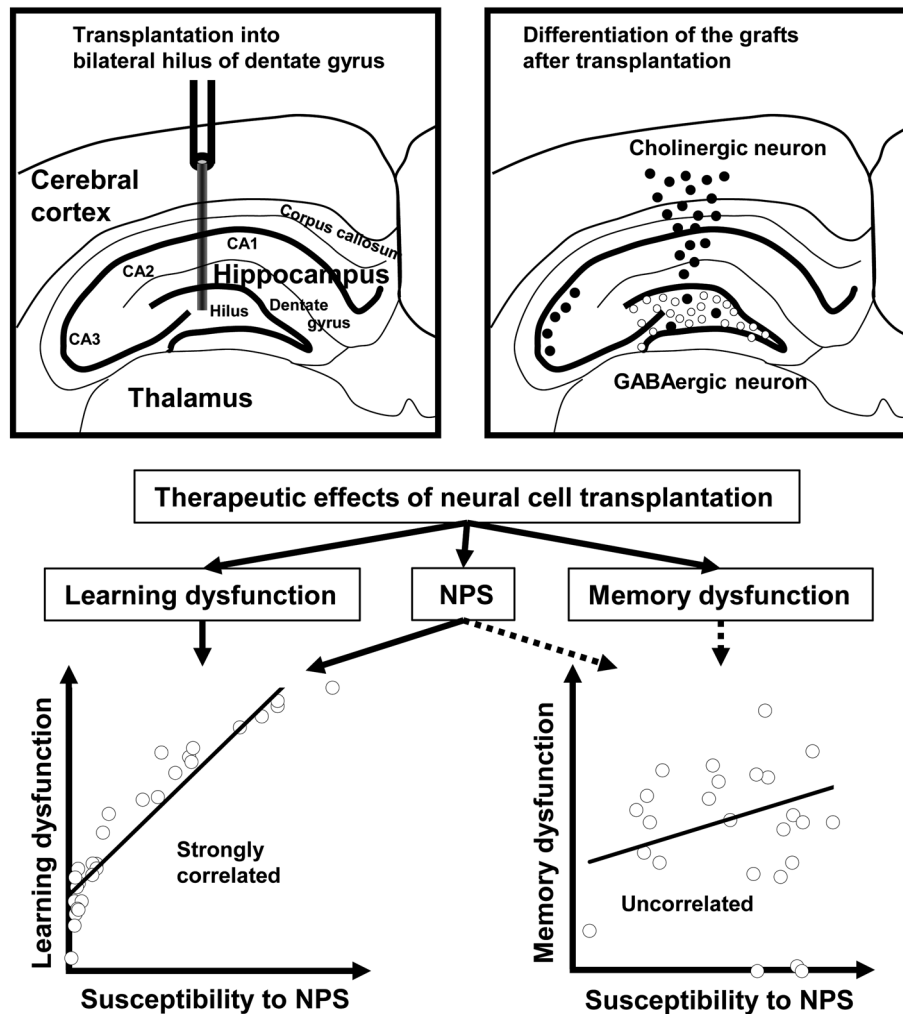 Transplantation into
bilateral hilus of dentate gyrus
Cerebral
cortex
Corpus callosum
CA1
CA2
Hippocampus
Hilus
Dentate
gyrus
CA3
Thalamus
Differentiation of the grafts
after transplantation
Cholinergic neuron
GABAergic neuron
Therapeutic effects of neural cell transplantation
Learning dysfunction
NPS
Memory dysfunction
Learning dysfunction
Strongly
correlated
Susceptibility to NPS
Memory dysfunction
Uncorrelated
Susceptibility to NPS